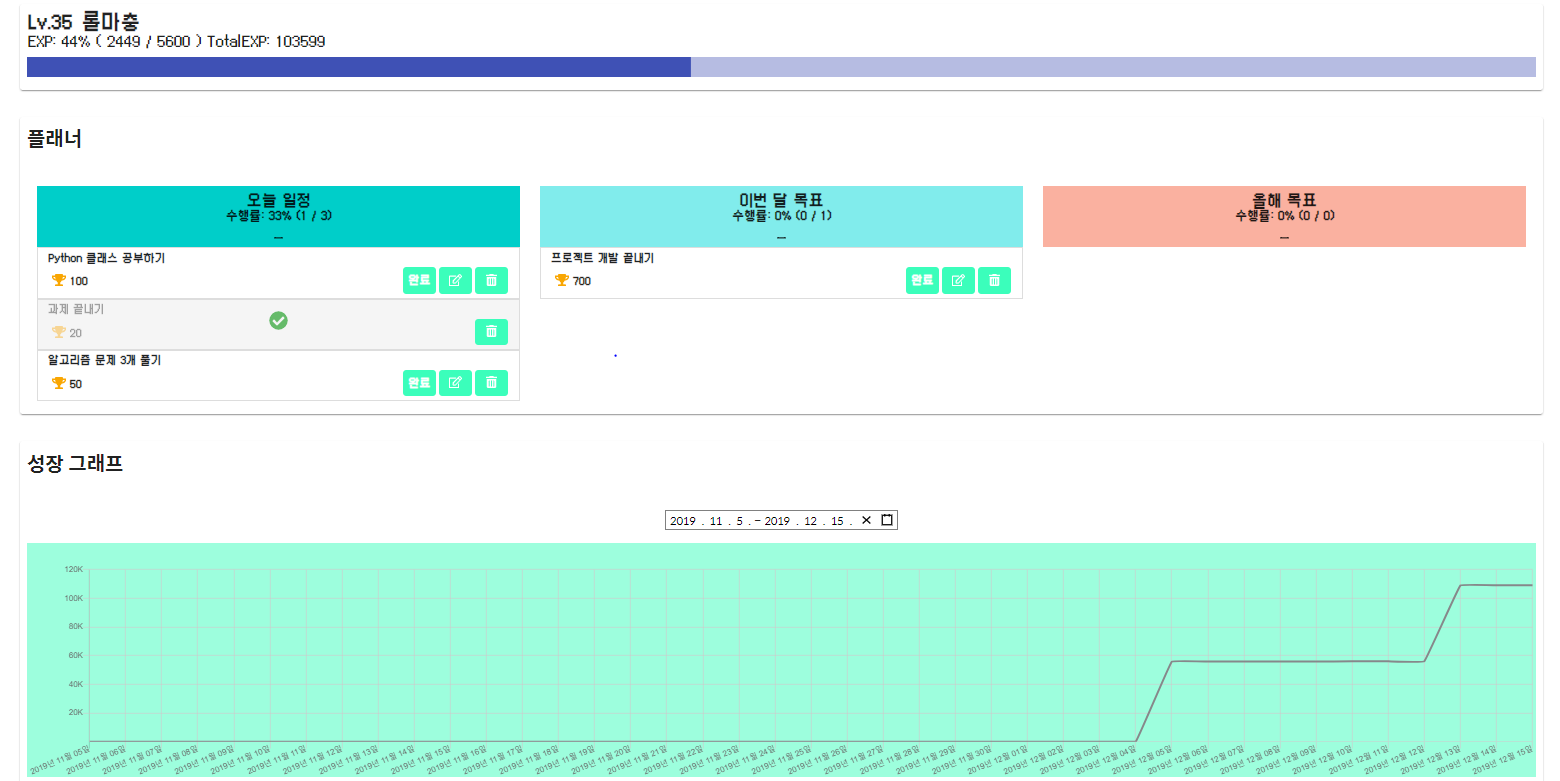 Lv.35 롤마충
EXP: 44% ( 2449 / 5600 ) TotalEXP: 103599
플래너
오늘 일정
수행률: 33% (1 / 3)
Python 클래스 공부하기
100
완료
과제 끝내기
20
알고리즘 문제 3개 풀기
50
완료
이번 달 목표
수행률: 0% (0 / 1)
프로젝트 개발 끝내기
700
완료
올해 목표
수행률: 0% (0 / 0)
성장 그래프
2019 . 11 . 5 . – 2019 . 12 . 15 .
120K
100K
80K
60K
40K
20K
2019년 11월 05일
2019년 11월 06일
2019년 11월 07일
2019년 11월 08일
2019년 11월 09일
2019년 11월 10일
2019년 11월 11일
2019년 11월 12일
2019년 11월 13일
2019년 11월 14일
2019년 11월 15일
2019년 11월 16일
2019년 11월 17일
2019년 11월 18일
2019년 11월 19일
2019년 11월 20일
2019년 11월 21일
2019년 11월 22일
2019년 11월 23일
2019년 11월 24일
2019년 11월 25일
2019년 11월 26일
2019년 11월 27일
2019년 11월 28일
2019년 11월 29일
2019년 11월 30일
2019년 12월 01일
2019년 12월 02일
2019년 12월 03일
2019년 12월 04일
2019년 12월 05일
2019년 12월 06일
2019년 12월 07일
2019년 12월 08일
2019년 12월 09일
2019년 12월 10일
2019년 12월 11일
2019년 12월 12일
2019년 12월 13일
2019년 12월 14일
2019년 12월 15일